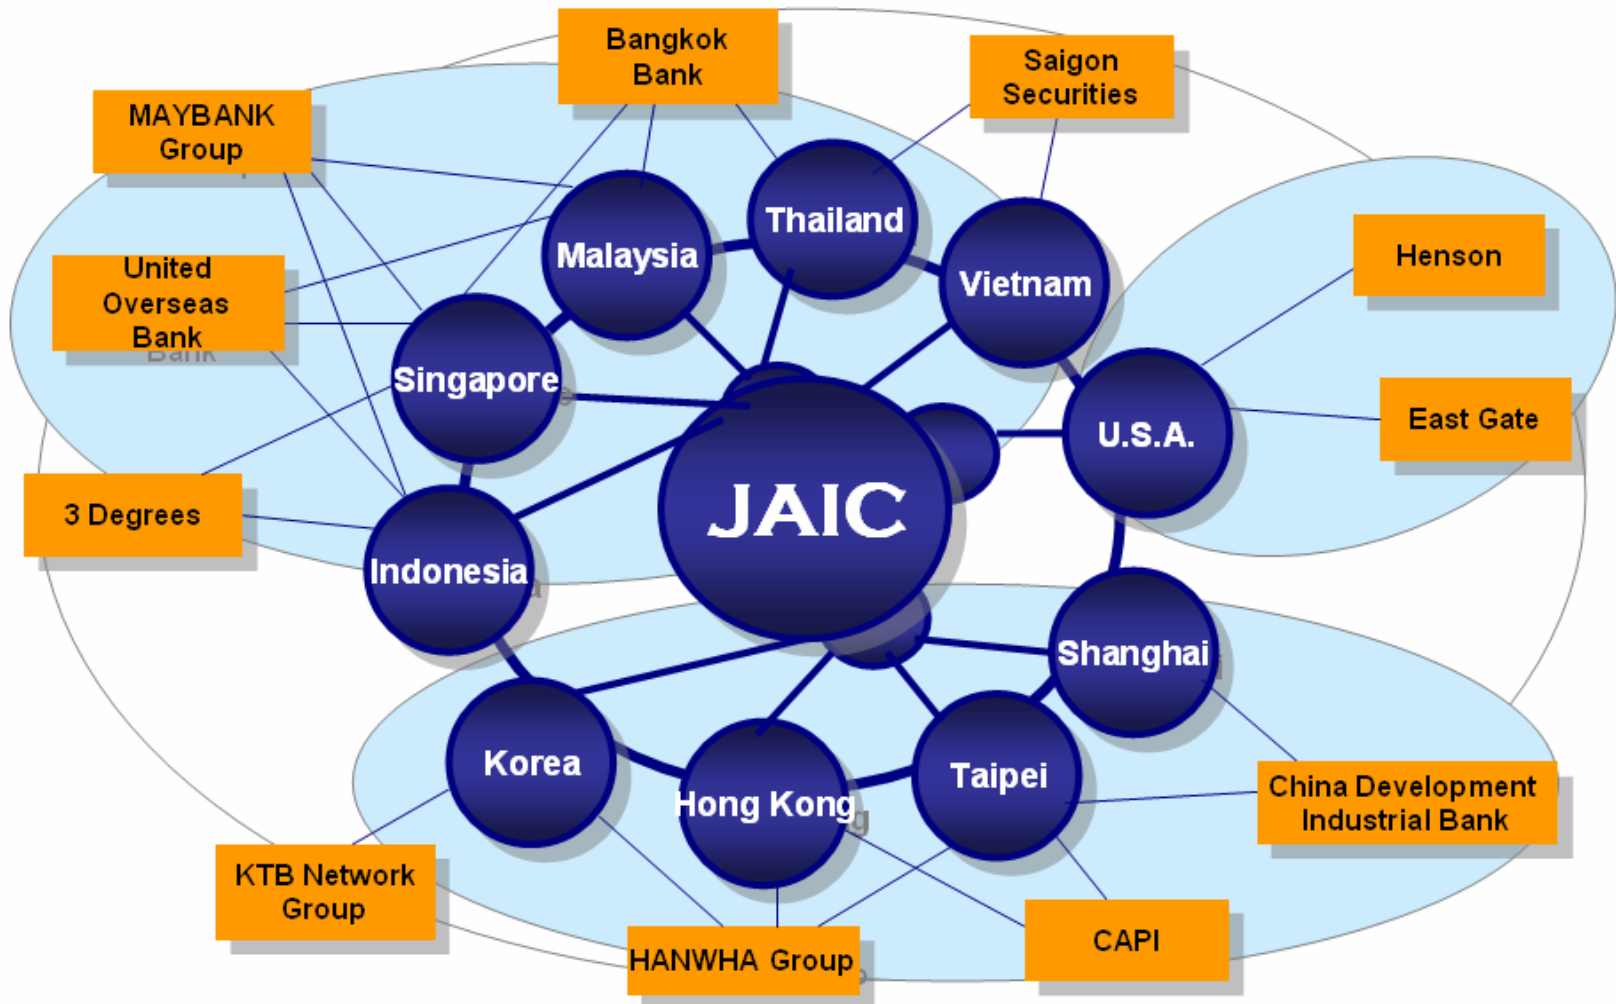 Bangkok
Bank
Saigon
Securities
MAYBANK
Group
Thailand
Malaysia
Henson
Vietnam
United
Overseas
Bank
Singapore
East Gate
U.S.A.
3 Degrees
JAIC
Indonesia
Shanghai
Korea
Taipei
Hong Kong
China Development
Industrial Bank
KTB Network
Group
CAPI
HANWHA Group